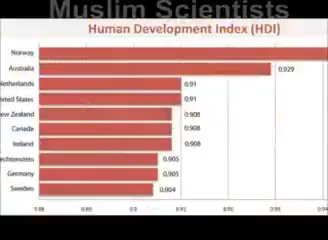 Muslim Scientists
Human Development Index (HDI)
Norway
Australia
0.929
Netherlands
0.91
United States
0.91
New Zealand
0.908
Canada
0.908
Ireland
0.908
Liechtenstein
0.905
Germany
0.905
Sweden
0.904
0.88 0.89 0.9 0.91 0.92 0.93 0.94